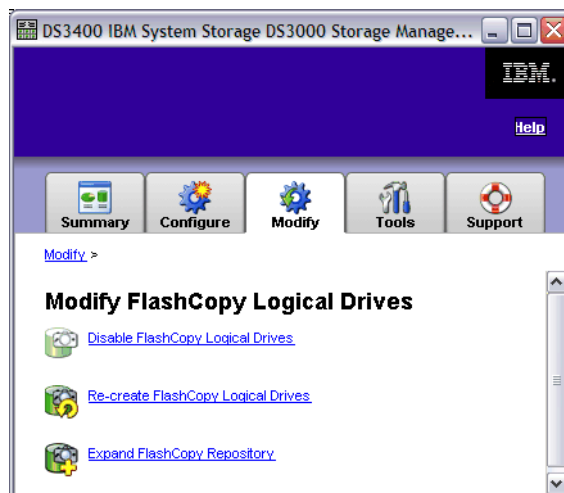 DS3400 IBM System Storage DS3000 Storage Manage...
IBM.
Help
Summary Configure Modify Tools Support
Modify >
Modify FlashCopy Logical Drives
Disable FlashCopy Logical Drives
Re-create FlashCopy Logical Drives
Expand FlashCopy Repository